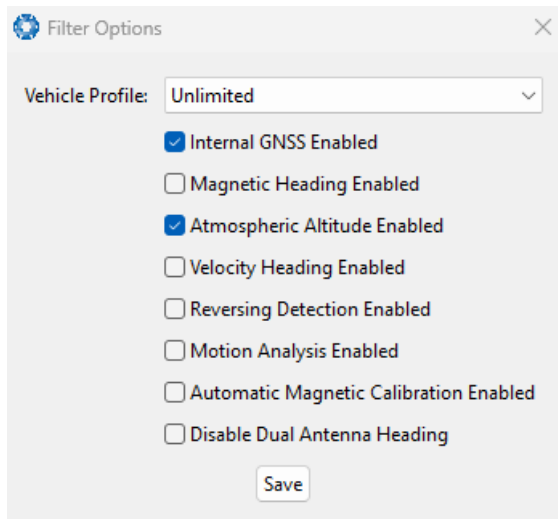 Filter Options
Vehicle Profile: Unlimited
Internal GNSS Enabled
Magnetic Heading Enabled
Atmospheric Altitude Enabled
Velocity Heading Enabled
Reversing Detection Enabled
Motion Analysis Enabled
Automatic Magnetic Calibration Enabled
Disable Dual Antenna Heading
Save